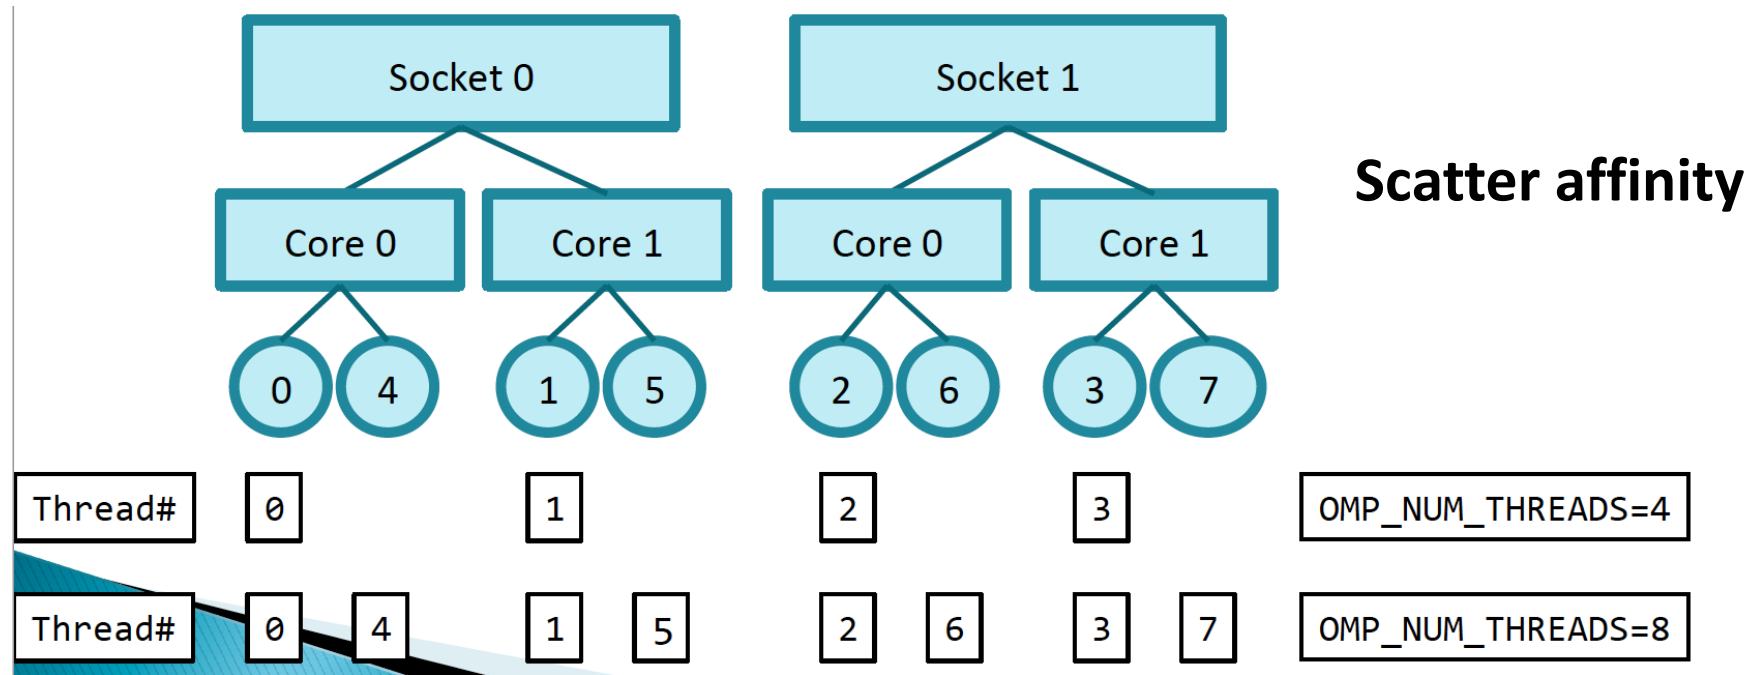 Socket 0 Socket 1
Scatter affinity
Core 0 Core 1 Core 0 Core 1
0 4 1 5 2 6 3 7
Thread# 0 1 2 3 OMP_NUM_THREADS=4
Thread# 0 4 1 5 2 6 3 7 OMP_NUM_THREADS=8